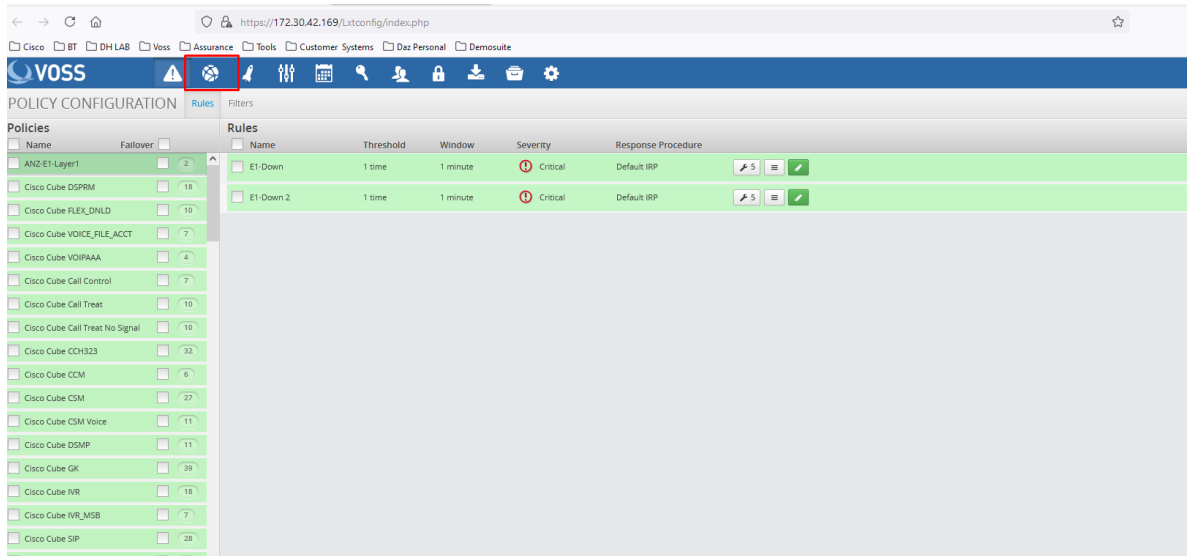 https://172.30.42.169/Lxtconfig/index.php
Cisco BT DH LAB Voss Assurance Tools Customer Systems Daz Personal Demosuite
VOSS
POLICY CONFIGURATION Rules Filters
Policies Rules
Name Failover Name Threshold Window Severity Response Procedure
ANZ-E1-Layer1 2 E1-Down 1 time 1 minute Critical Default IRP 5
Cisco Cube DSPRM 18
E1-Down 2 1 time 1 minute Critical Default IRP 5
Cisco Cube FLEX_DNLD 10
Cisco Cube VOICE_FILE_ACCT 7
Cisco Cube VOIPAAA 4
Cisco Cube Call Control 7
Cisco Cube Call Treat 10
Cisco Cube Call Treat No Signal 10
Cisco Cube CCH323 32
Cisco Cube CCM 6
Cisco Cube CSM 27
Cisco Cube CSM Voice 11
Cisco Cube DSMP 11
Cisco Cube GK 39
Cisco Cube IVR 18
Cisco Cube IVR_MSB 7
Cisco Cube SIP 28